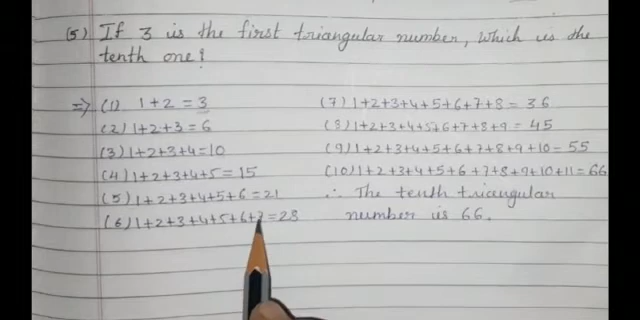 (5) If 3 is the first triangular number, which is the
tenth one?
=> (1) 1+2 = 3
(2) 1+2+3 = 6
(3) 1+2+3+4=10
(4) 1+2+3+4+5 = 15
(5) 1+2+3+4+5+6 =21
(6) 1+2+3+4+5+6+7=28
(7) 1+2+3+4+5+6+7+8 = 36
(8) 1+2+3+4+5+6+7+8+9 = 45
(9) 1+2+3+4+5+6+7+8+9+10 = 55
(10) 1+2+3+4+5+6+7+8+9+10+11 = 66
∴ The tenth triangular
number is 66.